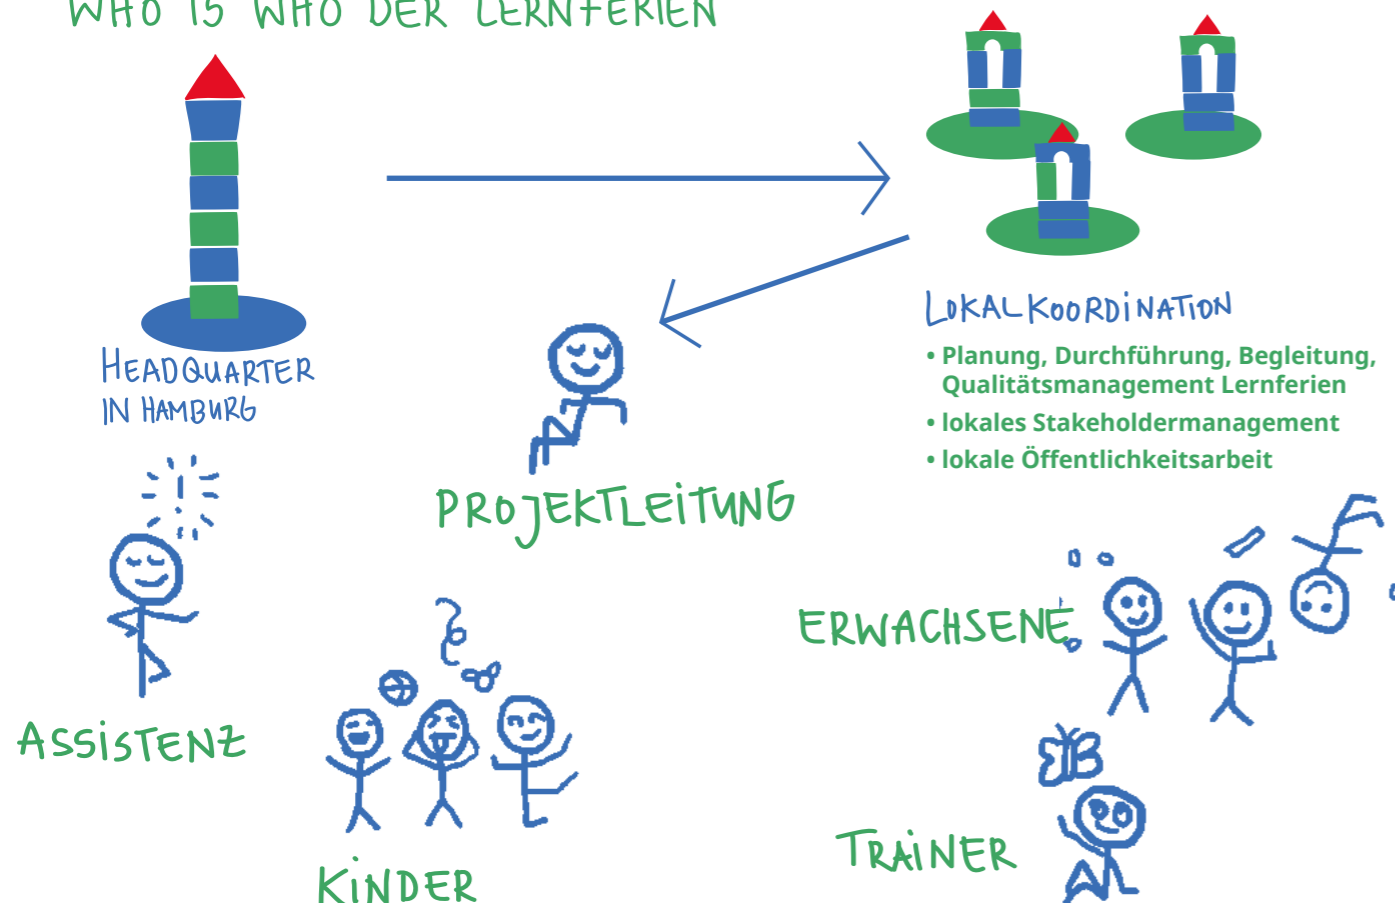 WHO IS WHO DER LERNFERIEN
HEADQUARTER
IN HAMBURG
LOKALKOORDINATION
• Planung, Durchführung, Begleitung,
Qualitätsmanagement Lernferien
• lokales Stakeholdermanagement
• lokale Öffentlichkeitsarbeit
PROJEKTLEITUNG
ERWACHSENE
ASSISTENZ
TRAINER
KINDER